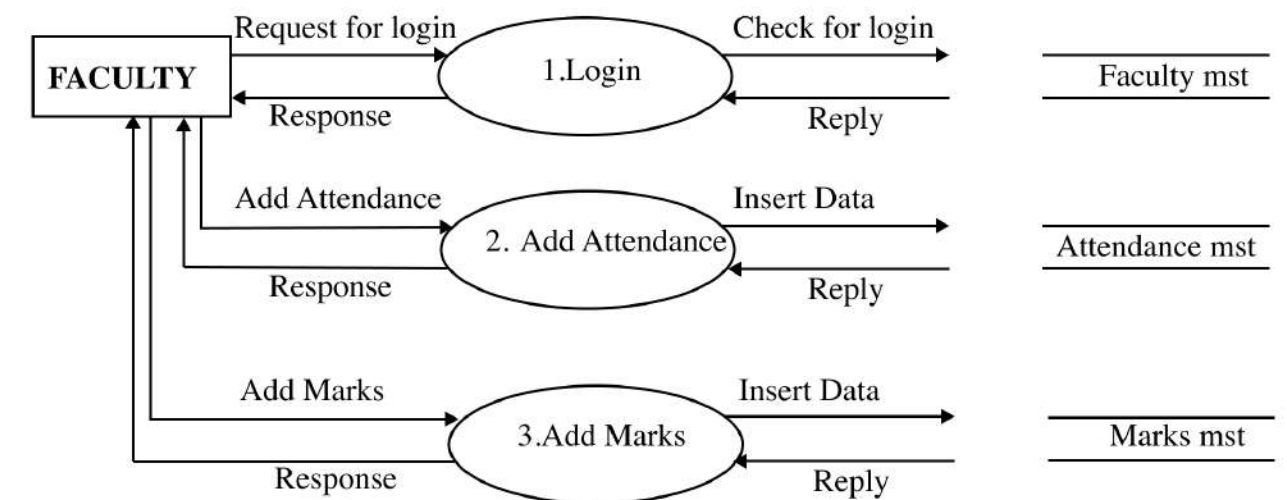 Request for login
Check for login
FACULTY
1.Login
Faculty mst
Response
Reply
Add Attendance
Insert Data
2. Add Attendance
Attendance mst
Response
Reply
Add Marks
Insert Data
3.Add Marks
Marks mst
Response
Reply